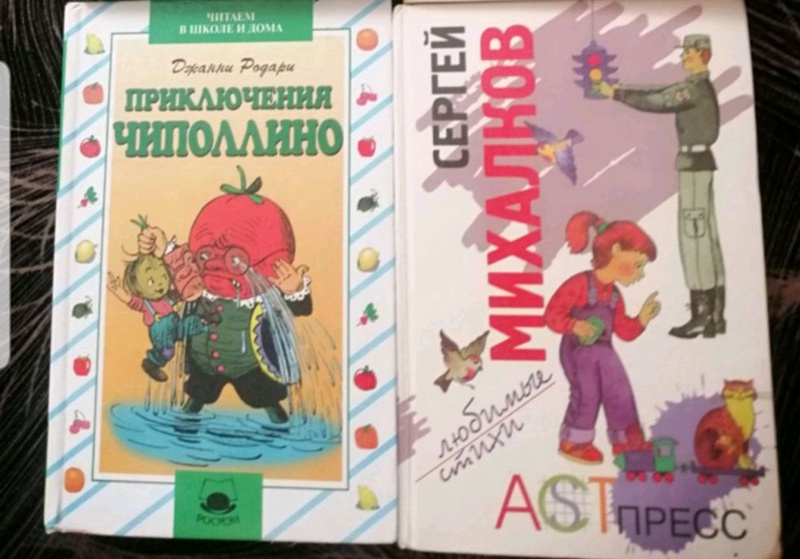 ЧИТАЕМ
В ШКОЛЕ И ДОМА
Джанни Родари
ПРИКЛЮЧЕНИЯ
ЧИПОЛЛИНО
РОСМЭН
СЕРГЕЙ
МИХАЛКОВ
любимые
стихи
АСТ ПРЕСС